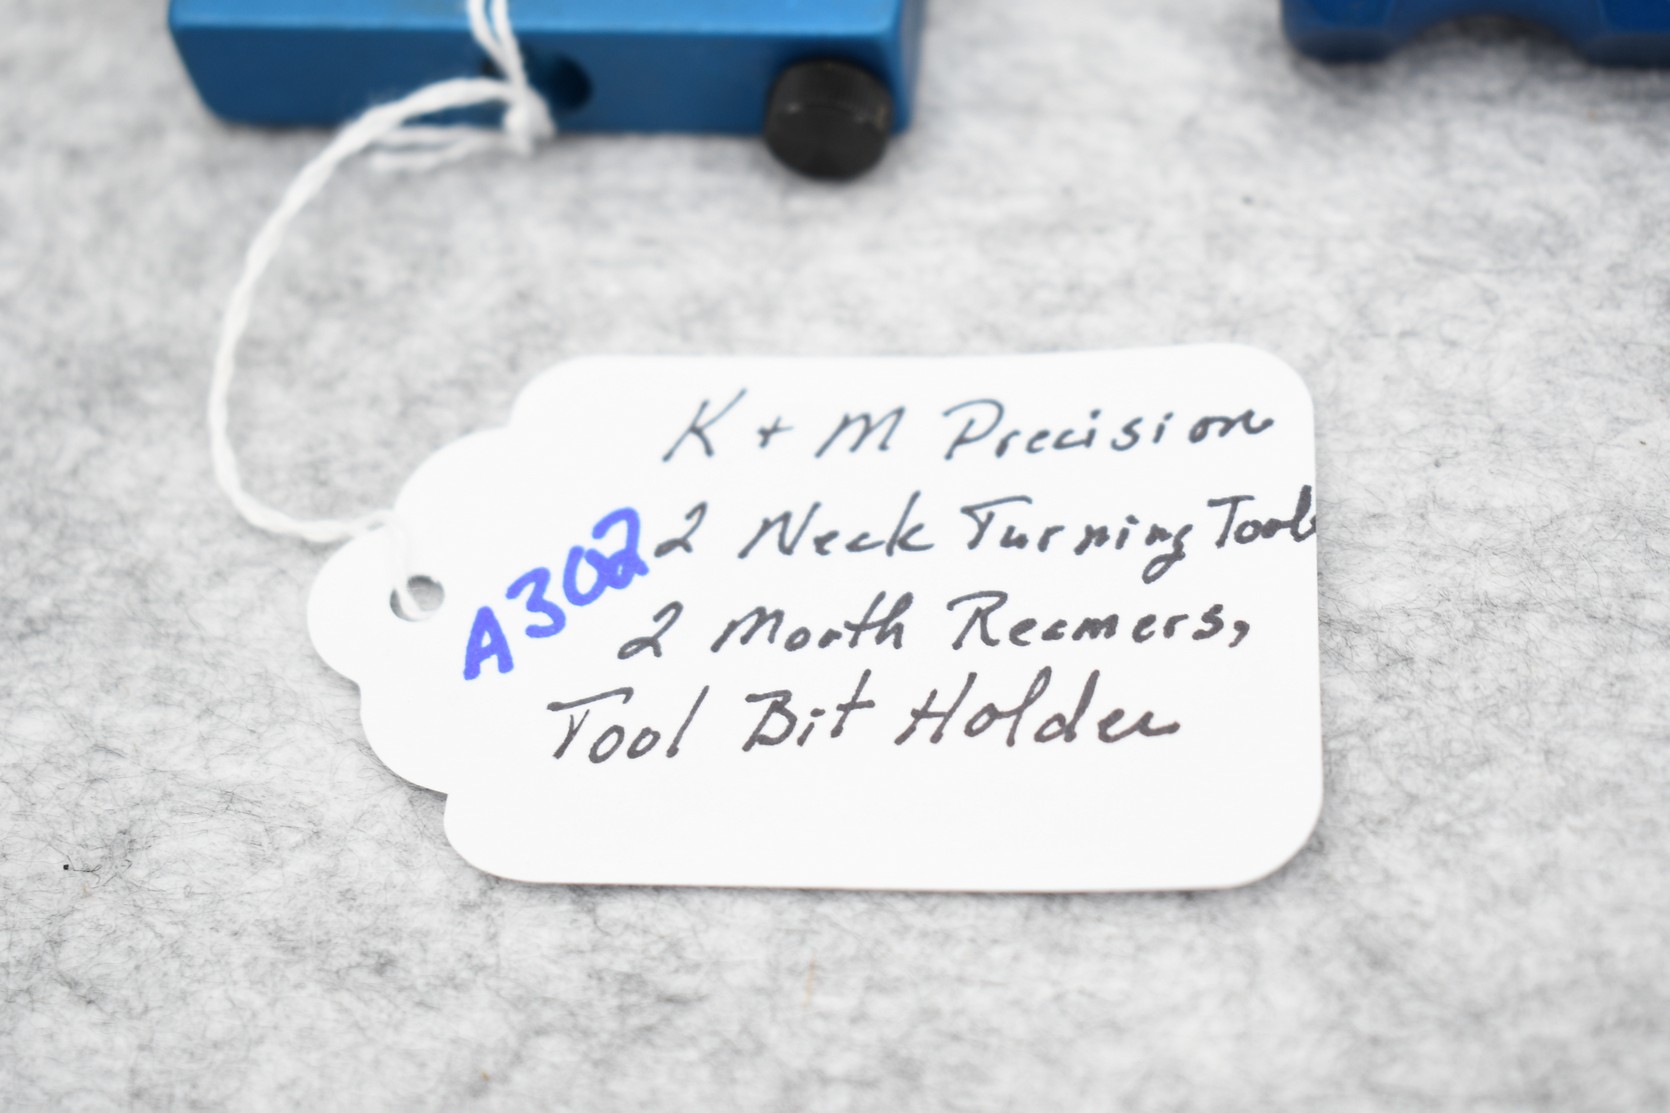 K + M Precision
A302
2 Neck Turning Tools
2 Mouth Reamers,
Tool Bit Holder